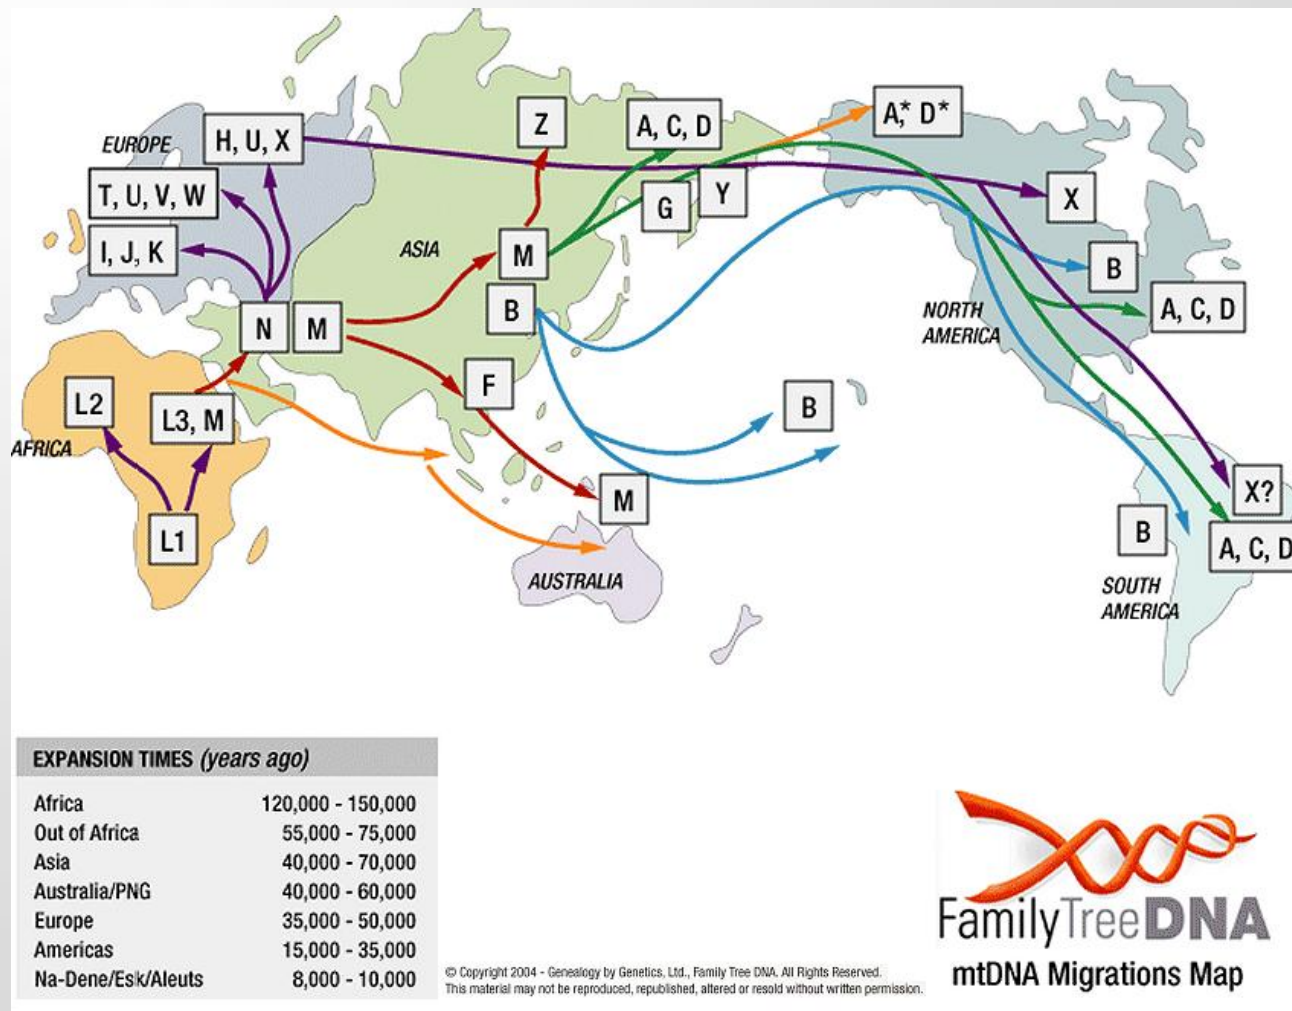 EUROPE
H, U, X
Z
A, C, D
A,* D*
T, U, V, W
G
Y
X
I, J, K
ASIA
M
B
B
A, C, D
N
M
NORTH
AMERICA
F
L2
L3, M
B
AFRICA
M
X?
L1
B
A, C, D
AUSTRALIA
SOUTH
AMERICA
EXPANSION TIMES (years ago)
Africa 120,000 - 150,000
Out of Africa 55,000 - 75,000
Asia 40,000 - 70,000
Australia/PNG 40,000 - 60,000
Europe 35,000 - 50,000
Americas 15,000 - 35,000
Na-Dene/Esk/Aleuts 8,000 - 10,000
FamilyTreeDNA
mtDNA Migrations Map
© Copyright 2004 - Genealogy by Genetics, Ltd., Family Tree DNA. All Rights Reserved.
This material may not be reproduced, republished, altered or resold without written permission.